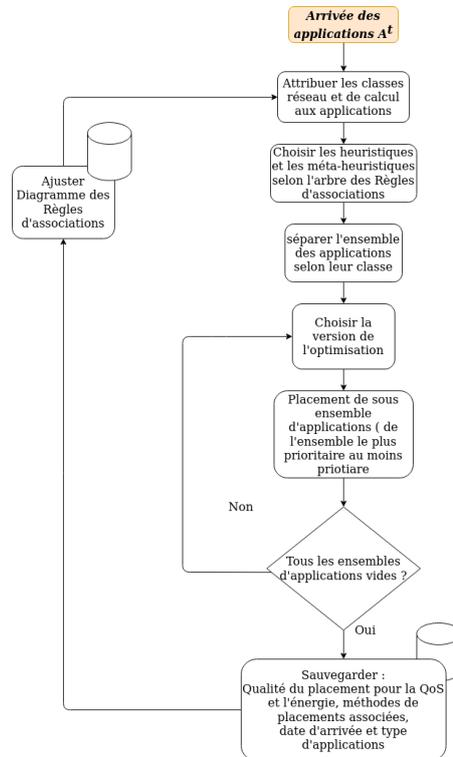 Arrivée des
applications A^t
Attribuer les classes
réseau et de calcul
aux applications
Choisir les heuristiques
et les méta-heuristiques
selon l'arbre des Règles
d'associations
Ajuster
Diagramme des
Règles
d'associations
séparer l'ensemble
des applications
selon leur classe
Choisir la
version de
l'optimisation
Placement de sous
ensemble
d'applications ( de
l'ensemble le plus
prioritaire au moins
priotiare
Non
Tous les ensembles
d'applications vides ?
Oui
Sauvegarder :
Qualité du placement pour la QoS
et l'énergie, méthodes de
placements associées,
date d'arrivée et type
d'applications